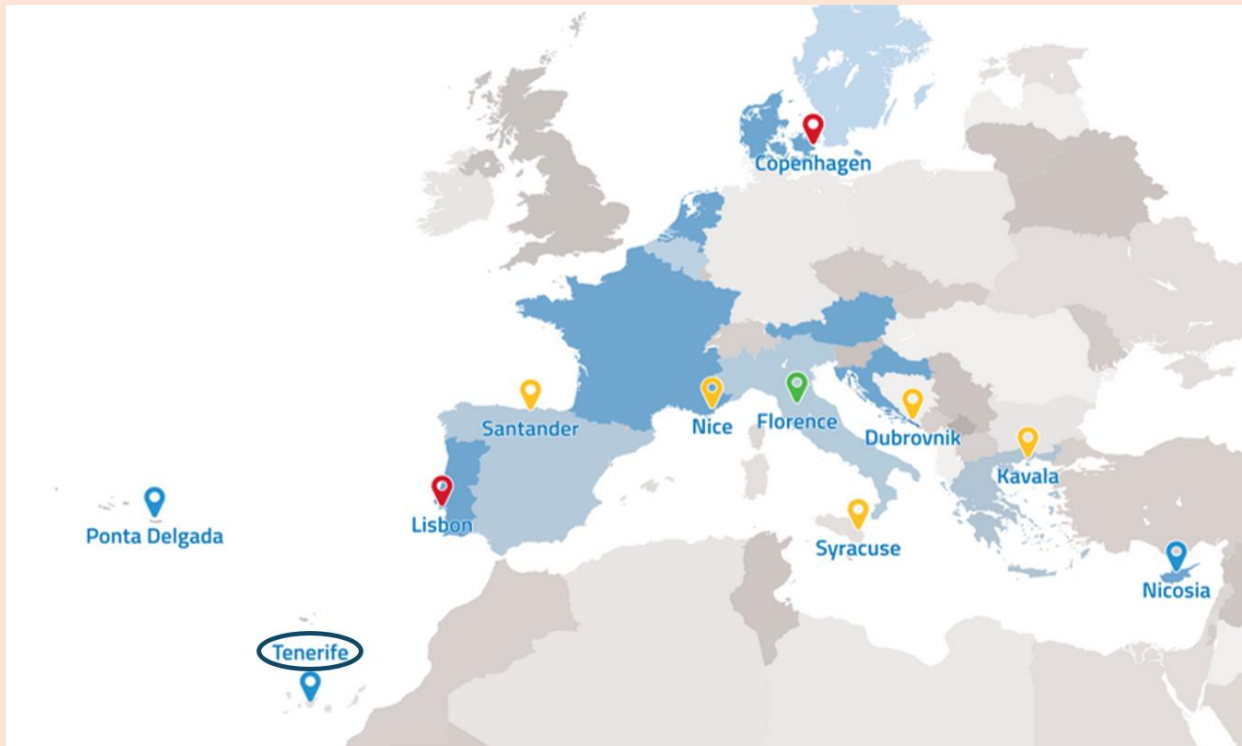 Copenhagen
Santander
Nice
Florence
Dubrovnik
Kavala
Lisbon
Ponta Delgada
Syracuse
Nicosia
Tenerife